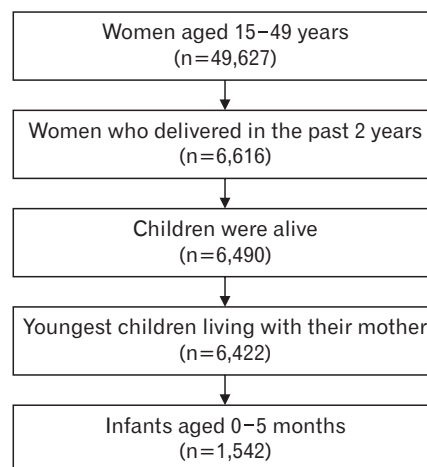 Women aged 15–49 years
(n=49,627)
Women who delivered in the past 2 years
(n=6,616)
Children were alive
(n=6,490)
Youngest children living with their mother
(n=6,422)
Infants aged 0–5 months
(n=1,542)